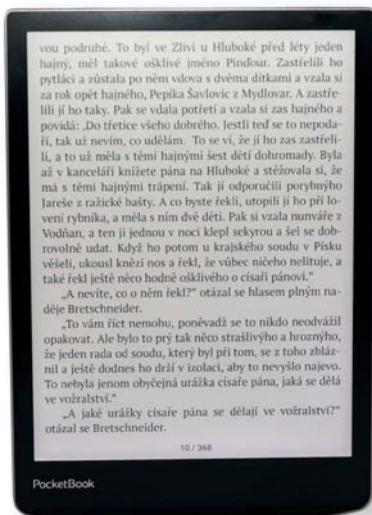 vou podruhé. To byl ve Zlivi u Hluboké před léty jeden
hajný, měl takové ošklivé jméno Pinďour. Zastřelili ho
pytláci a zůstala po něm vdova s dvěma dítkami a vzala si
za rok opět hajného, Pepíka Šavlovic z Mydlovar. A zastře-
lili jí ho taky. Pak se vdala potřetí a vzala si zas hajného a
povídá: „Do třetice všeho dobrého. Jestli teď se to nepoda-
ří, tak už nevím, co udělám. To se ví, že jí ho zas zastřeli-
li, a to už měla s těmi hajnými šest dětí dohromady. Byla
až v kanceláři knížete pána na Hluboké a stěžovala si, že
má s těmi hajnými trápení. Tak jí odporučili porybnýho
Jareše z ražické bašty. A co byste řekli, utopili jí ho při lo-
vení rybníka, a měla s ním dvě děti. Pak si vzala nunváře z
Vodňan, a ten ji jednou v noci klepl sekyrou a šel se dob-
rovolně udat. Když ho potom u krajského soudu v Písku
věšeli, ukousl knězi nos a řekl, že vůbec ničeho nelituje, a
také řekl ještě něco hodně ošklivého o císaři pánovi.“
„A nevíte, co o něm řekl?“ otázal se hlasem plným na-
děje Bretschneider.
„To vám říct nemohu, poněvadž se to nikdo neodvážil
opakovat. Ale bylo to prý tak něco strašlivýho a hroznýho,
že jeden rada od soudu, který byl při tom, se z toho zbláz-
nil a ještě dodnes ho drží v izolaci, aby to nevyšlo najevo.
To nebyla jenom obyčejná urážka císaře pána, jaká se dělá
ve vožralství.“
„A jaké urážky císaře pána se dělají ve vožralství?“
otázal se Bretschneider.
10 / 368
PocketBook